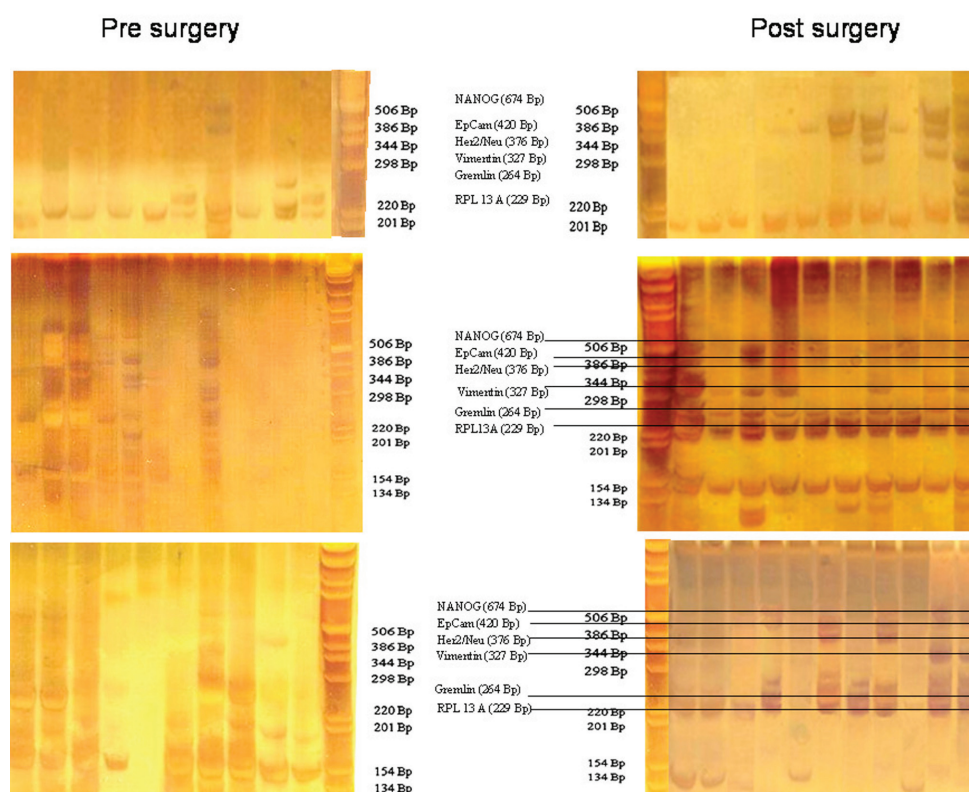 Pre surgery
Post surgery
506 Bp
386 Bp
344 Bp
298 Bp
220 Bp
201 Bp
NANOG (674 Bp)
EpCam (420 Bp)
Her2/Neu (376 Bp)
Vimentin (327 Bp)
Gremlin (264 Bp)
RPL 13 A (229 Bp)
506 Bp
386 Bp
344 Bp
298 Bp
220 Bp
201 Bp
506 Bp
386 Bp
344 Bp
298 Bp
220 Bp
201 Bp
154 Bp
134 Bp
NANOG (674 Bp)
EpCam (420 Bp)
Her2/Neu (376 Bp)
Vimentin (327 Bp)
Gremlin (264 Bp)
RPL13A (229 Bp)
506 Bp
386 Bp
344 Bp
298 Bp
220 Bp
201 Bp
154 Bp
134 Bp
506 Bp
386 Bp
344 Bp
298 Bp
220 Bp
201 Bp
154 Bp
134 Bp
NANOG (674 Bp)
EpCam (420 Bp)
Her2/Neu (376 Bp)
Vimentin (327 Bp)
Gremlin (264 Bp)
RPL 13 A (229 Bp)
506 Bp
386 Bp
344 Bp
298 Bp
220 Bp
201 Bp
154 Bp
134 Bp